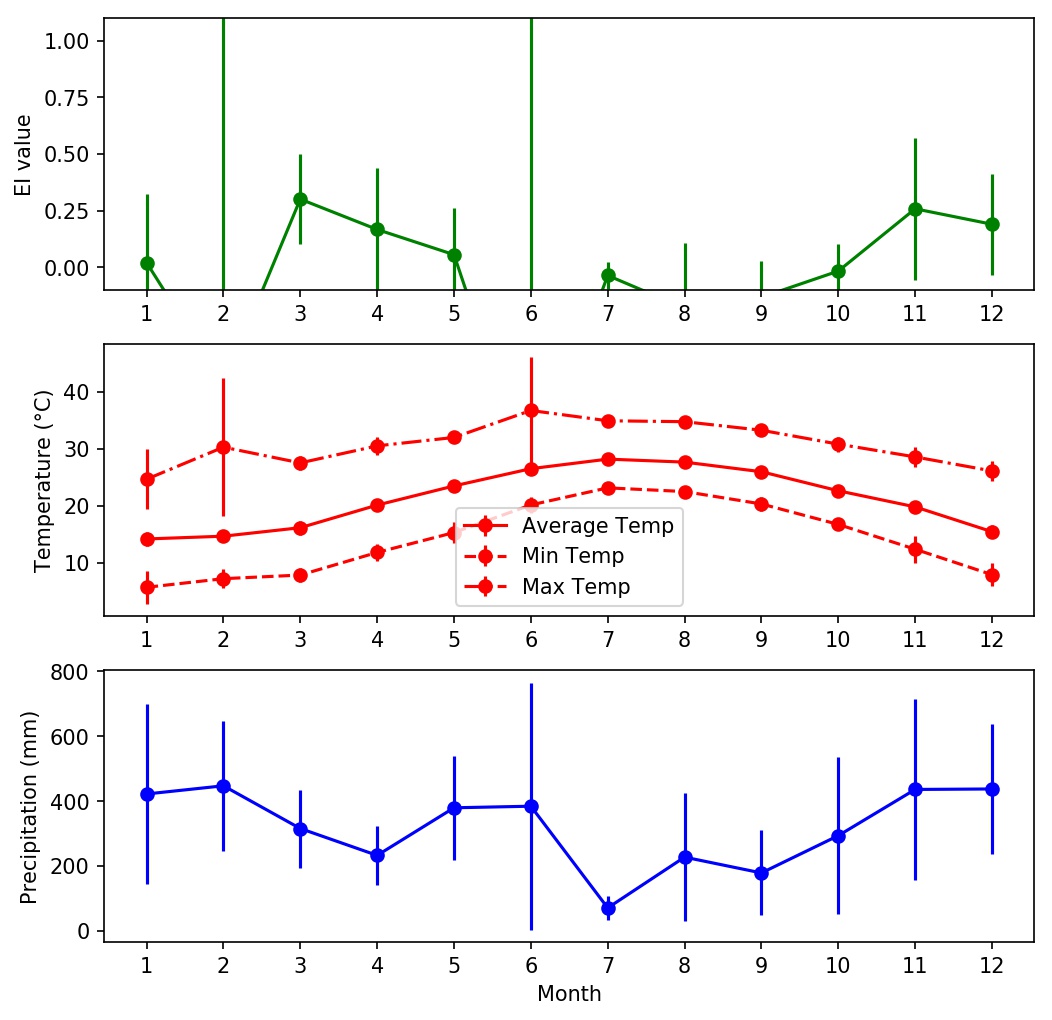 EI value
1.00
0.75
0.50
0.25
0.00
1 2 3 4 5 6 7 8 9 10 11 12
Temperature (°C)
40
30
20
10
Average Temp
Min Temp
Max Temp
1 2 3 4 5 6 7 8 9 10 11 12
Precipitation (mm)
800
600
400
200
0
1 2 3 4 5 6 7 8 9 10 11 12
Month